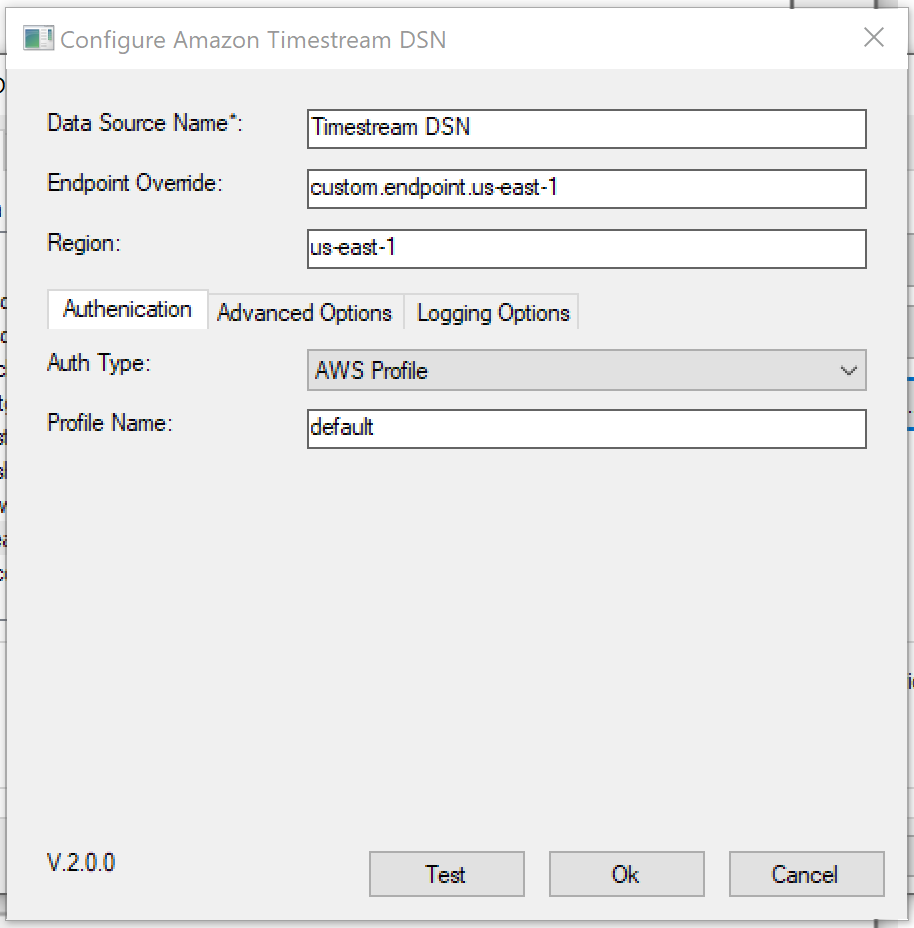 Configure Amazon Timestream DSN
Data Source Name*: Timestream DSN
Endpoint Override: custom.endpoint.us-east-1
Region: us-east-1
Authenication Advanced Options Logging Options
Auth Type: AWS Profile
Profile Name: default
V.2.0.0 Test Ok Cancel